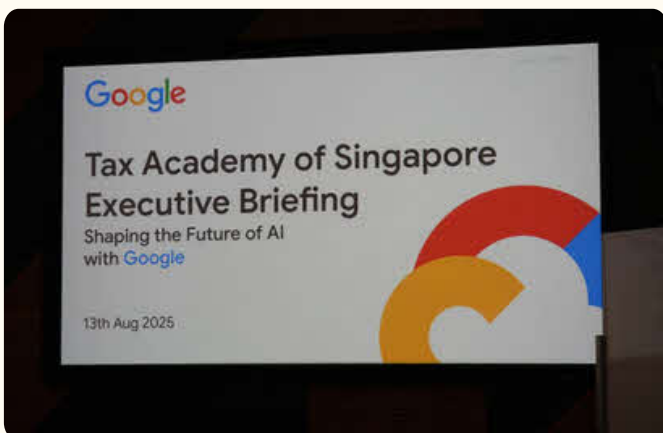 Google
Tax Academy of Singapore
Executive Briefing
Shaping the Future of AI
with Google
13th Aug 2025